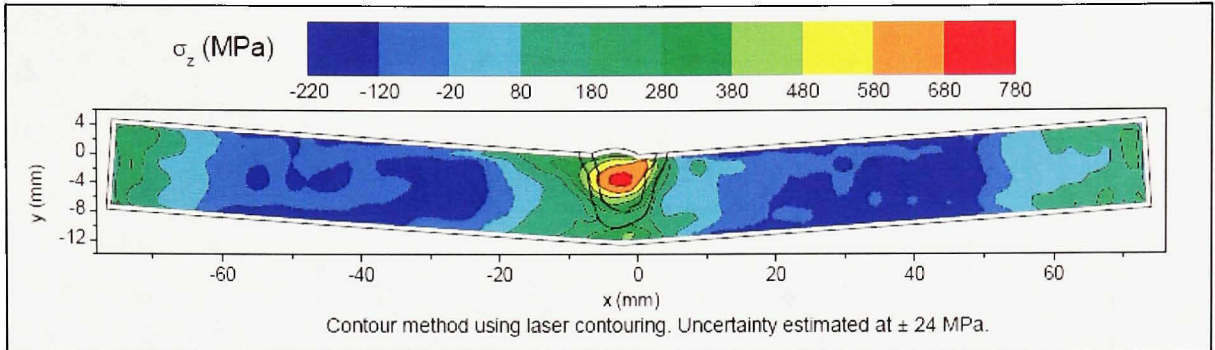 σz (MPa)
-220 -120 -20 80 180 280 380 480 580 680 780
4
0
-4
-8
-12
y (mm)
-60 -40 -20 0 20 40 60
x (mm)
Contour method using laser contouring. Uncertainty estimated at ± 24 MPa.